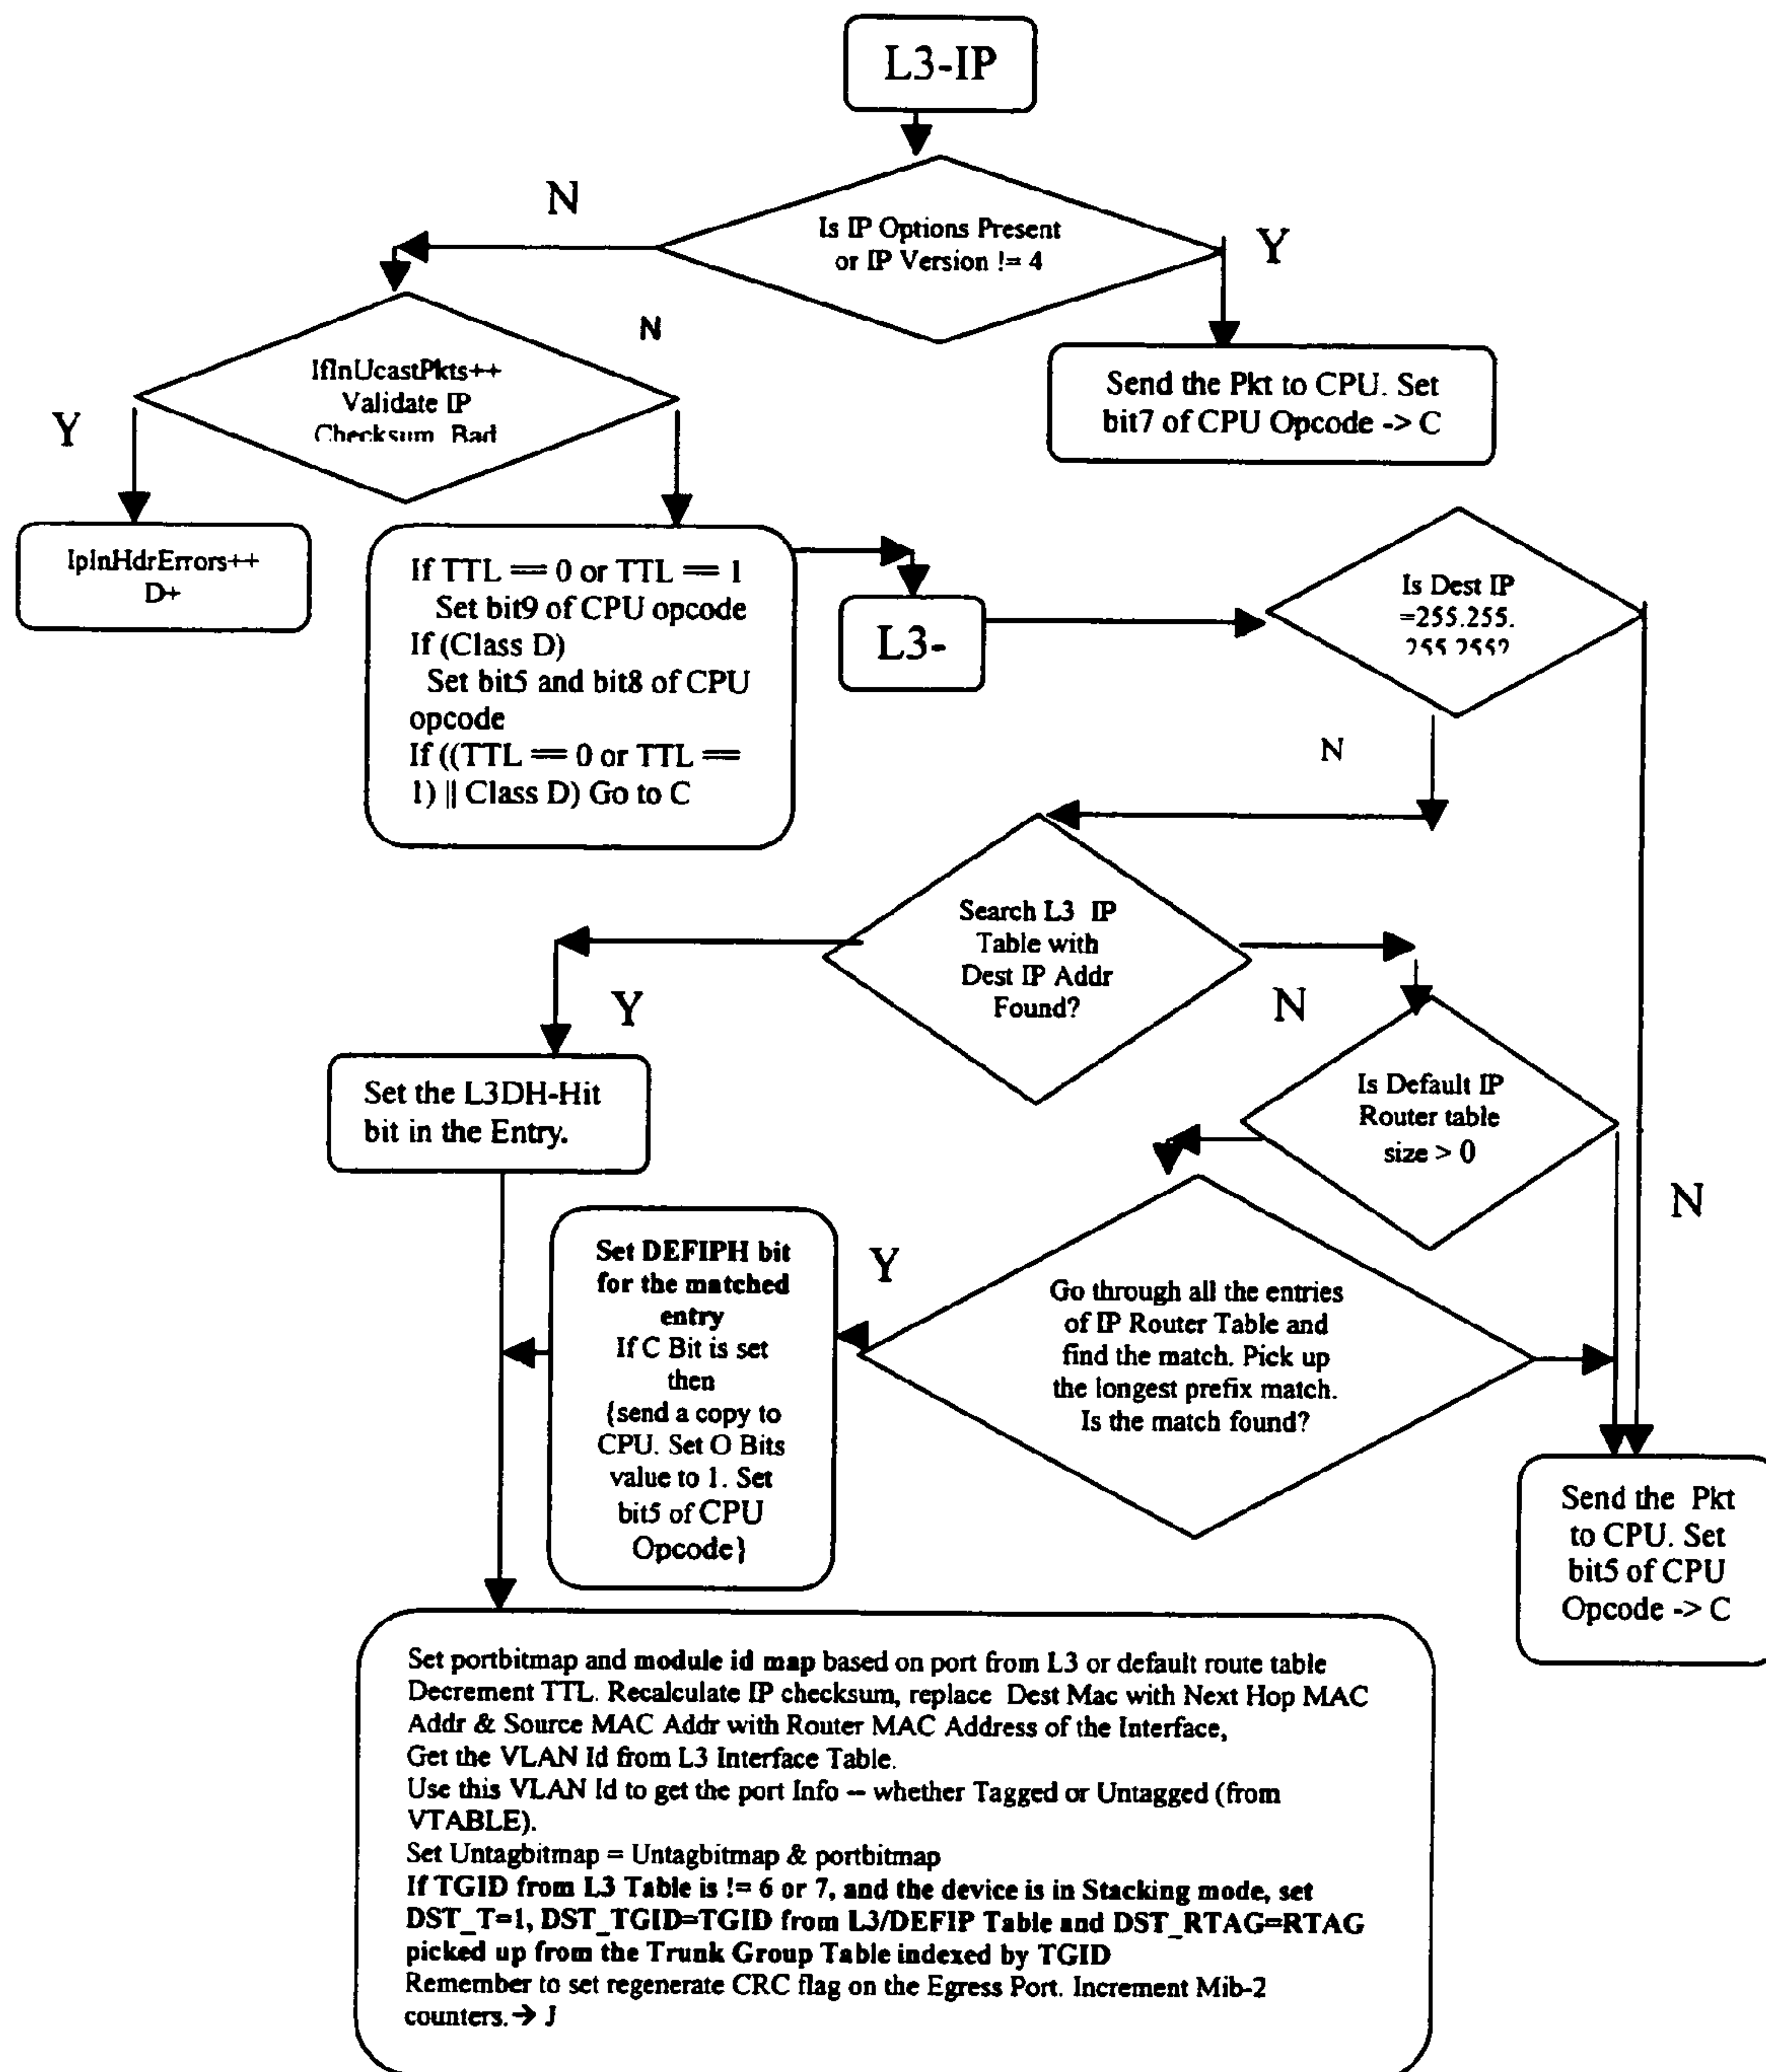 L3-IP
N
Is IP Options Present
or IP Version != 4
Y
N
IfInUcastPkts++
Validate IP
Checksum Bad
Y
Send the Pkt to CPU. Set
bit7 of CPU Opcode -> C
IpInHdrErrors++
D+
If TTL == 0 or TTL == 1
Set bit9 of CPU opcode
If (Class D)
Set bit5 and bit8 of CPU
opcode
If ((TTL == 0 or TTL ==
1) || Class D) Go to C
L3-
Is Dest IP
=255.255.
255.255?
N
Search L3 IP
Table with
Dest IP Addr
Found?
Y
N
Set the L3DH-Hit
bit in the Entry.
Is Default IP
Router table
size > 0
N
Set DEFIPH bit
for the matched
entry
If C Bit is set
then
{send a copy to
CPU. Set O Bits
value to 1. Set
bit5 of CPU
Opcode}
Y
Go through all the entries
of IP Router Table and
find the match. Pick up
the longest prefix match.
Is the match found?
Send the Pkt
to CPU. Set
bit5 of CPU
Opcode -> C
Set portbitmap and module id map based on port from L3 or default route table
Decrement TTL. Recalculate IP checksum, replace Dest Mac with Next Hop MAC
Addr & Source MAC Addr with Router MAC Address of the Interface,
Get the VLAN Id from L3 Interface Table.
Use this VLAN Id to get the port Info -- whether Tagged or Untagged (from
VTABLE).
Set Untagbitmap = Untagbitmap & portbitmap
If TGID from L3 Table is != 6 or 7, and the device is in Stacking mode, set
DST_T=1, DST_TGID=TGID from L3/DEFIP Table and DST_RTAG=RTAG
picked up from the Trunk Group Table indexed by TGID
Remember to set regenerate CRC flag on the Egress Port. Increment Mib-2
counters.→ J